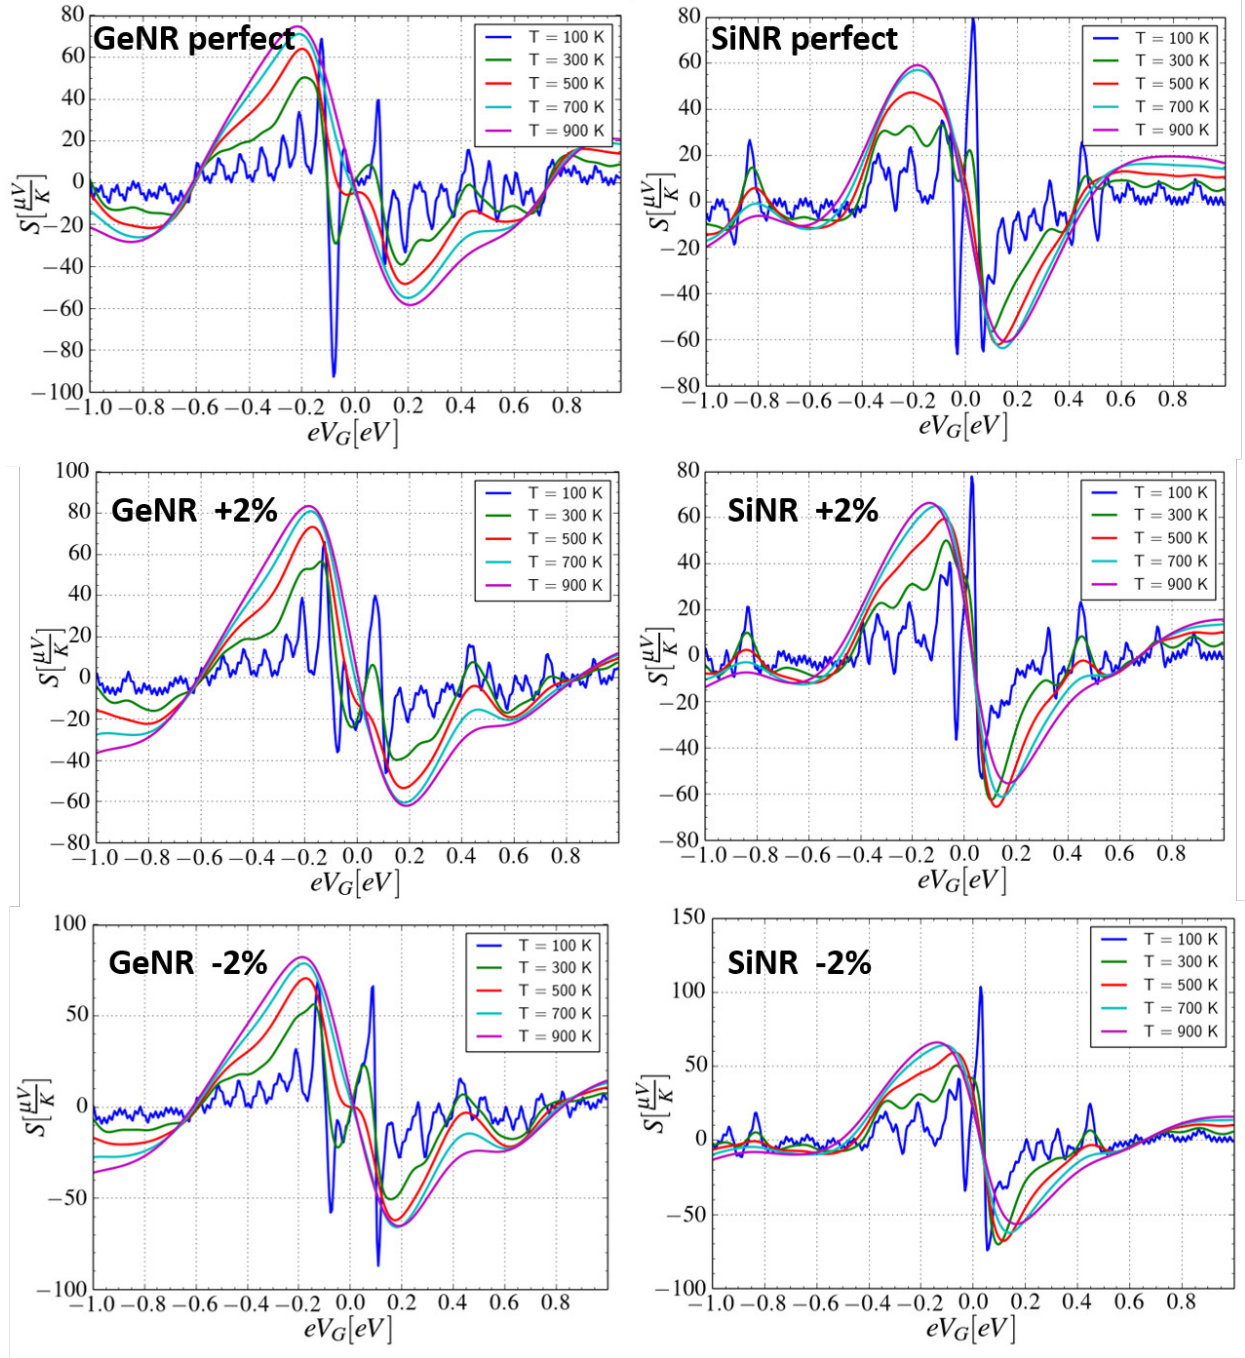 GeNR perfect
80
60
40
20
0
−20
−40
−60
−80
−100
S[μV/K]
−1.0 −0.8 −0.6 −0.4 −0.2 0.0 0.2 0.4 0.6 0.8
eV_G[eV]
T = 100 K
T = 300 K
T = 500 K
T = 700 K
T = 900 K
SiNR perfect
80
60
40
20
0
−20
−40
−60
−80
S[μV/K]
−1.0 −0.8 −0.6 −0.4 −0.2 0.0 0.2 0.4 0.6 0.8
eV_G[eV]
T = 100 K
T = 300 K
T = 500 K
T = 700 K
T = 900 K
GeNR +2%
100
80
60
40
20
0
−20
−40
−60
−80
S[μV/K]
−1.0 −0.8 −0.6 −0.4 −0.2 0.0 0.2 0.4 0.6 0.8
eV_G[eV]
T = 100 K
T = 300 K
T = 500 K
T = 700 K
T = 900 K
SiNR +2%
80
60
40
20
0
−20
−40
−60
−80
S[μV/K]
−1.0 −0.8 −0.6 −0.4 −0.2 0.0 0.2 0.4 0.6 0.8
eV_G[eV]
T = 100 K
T = 300 K
T = 500 K
T = 700 K
T = 900 K
GeNR -2%
100
50
0
−50
−100
S[μV/K]
−1.0 −0.8 −0.6 −0.4 −0.2 0.0 0.2 0.4 0.6 0.8
eV_G[eV]
T = 100 K
T = 300 K
T = 500 K
T = 700 K
T = 900 K
SiNR -2%
150
100
50
0
−50
−100
S[μV/K]
−1.0 −0.8 −0.6 −0.4 −0.2 0.0 0.2 0.4 0.6 0.8
eV_G[eV]
T = 100 K
T = 300 K
T = 500 K
T = 700 K
T = 900 K